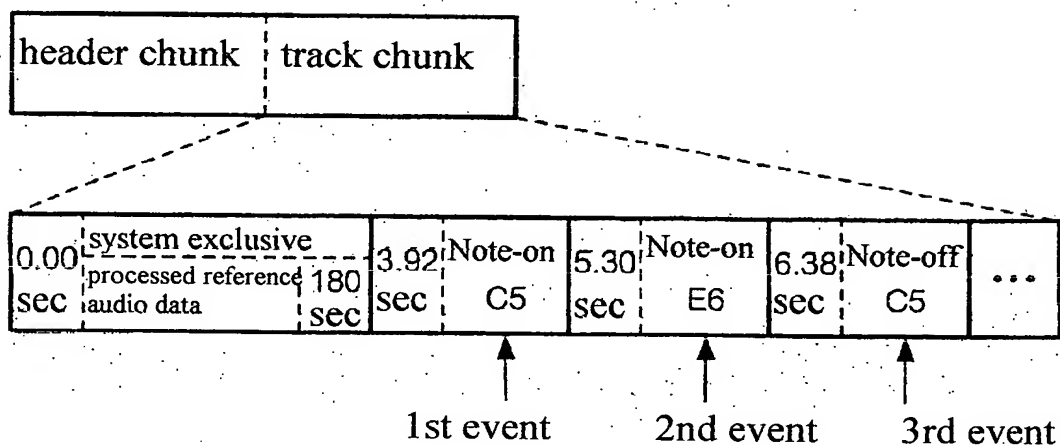 header chunk track chunk
0.00 sec
system exclusive
processed reference audio data
180 sec
3.92 sec
Note-on C5
5.30 sec
Note-on E6
6.38 sec
Note-off C5
...
1st event 2nd event 3rd event